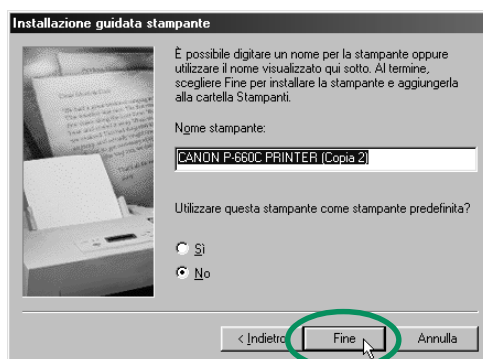 Installazione guidata stampante
È possibile digitare un nome per la stampante oppure
utilizzare il nome visualizzato qui sotto. Al termine,
scegliere Fine per installare la stampante e aggiungerla
alla cartella Stampanti.
Nome stampante:
CANON P-660C PRINTER (Copia 2)
Utilizzare questa stampante come stampante predefinita?
Sì
No
< Indietro
Fine
Annulla